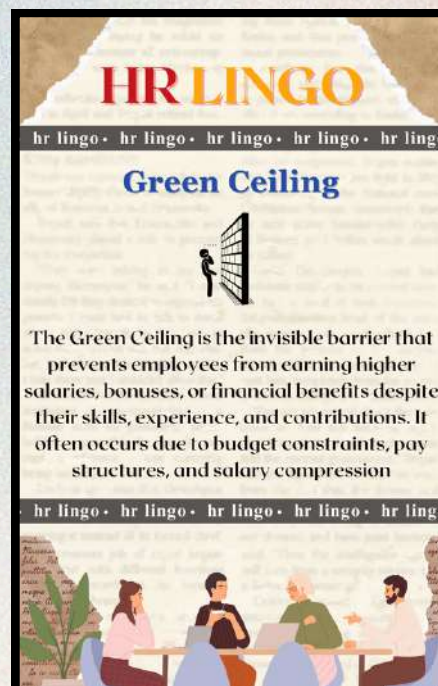 HR LINGO
hr lingo • hr lingo • hr lingo • hr lingo • hr lingo
Green Ceiling
The Green Ceiling is the invisible barrier that
prevents employees from earning higher
salaries, bonuses, or financial benefits despite
their skills, experience, and contributions. It
often occurs due to budget constraints, pay
structures, and salary compression
• hr lingo • hr lingo • hr lingo • hr lingo • hr lingo